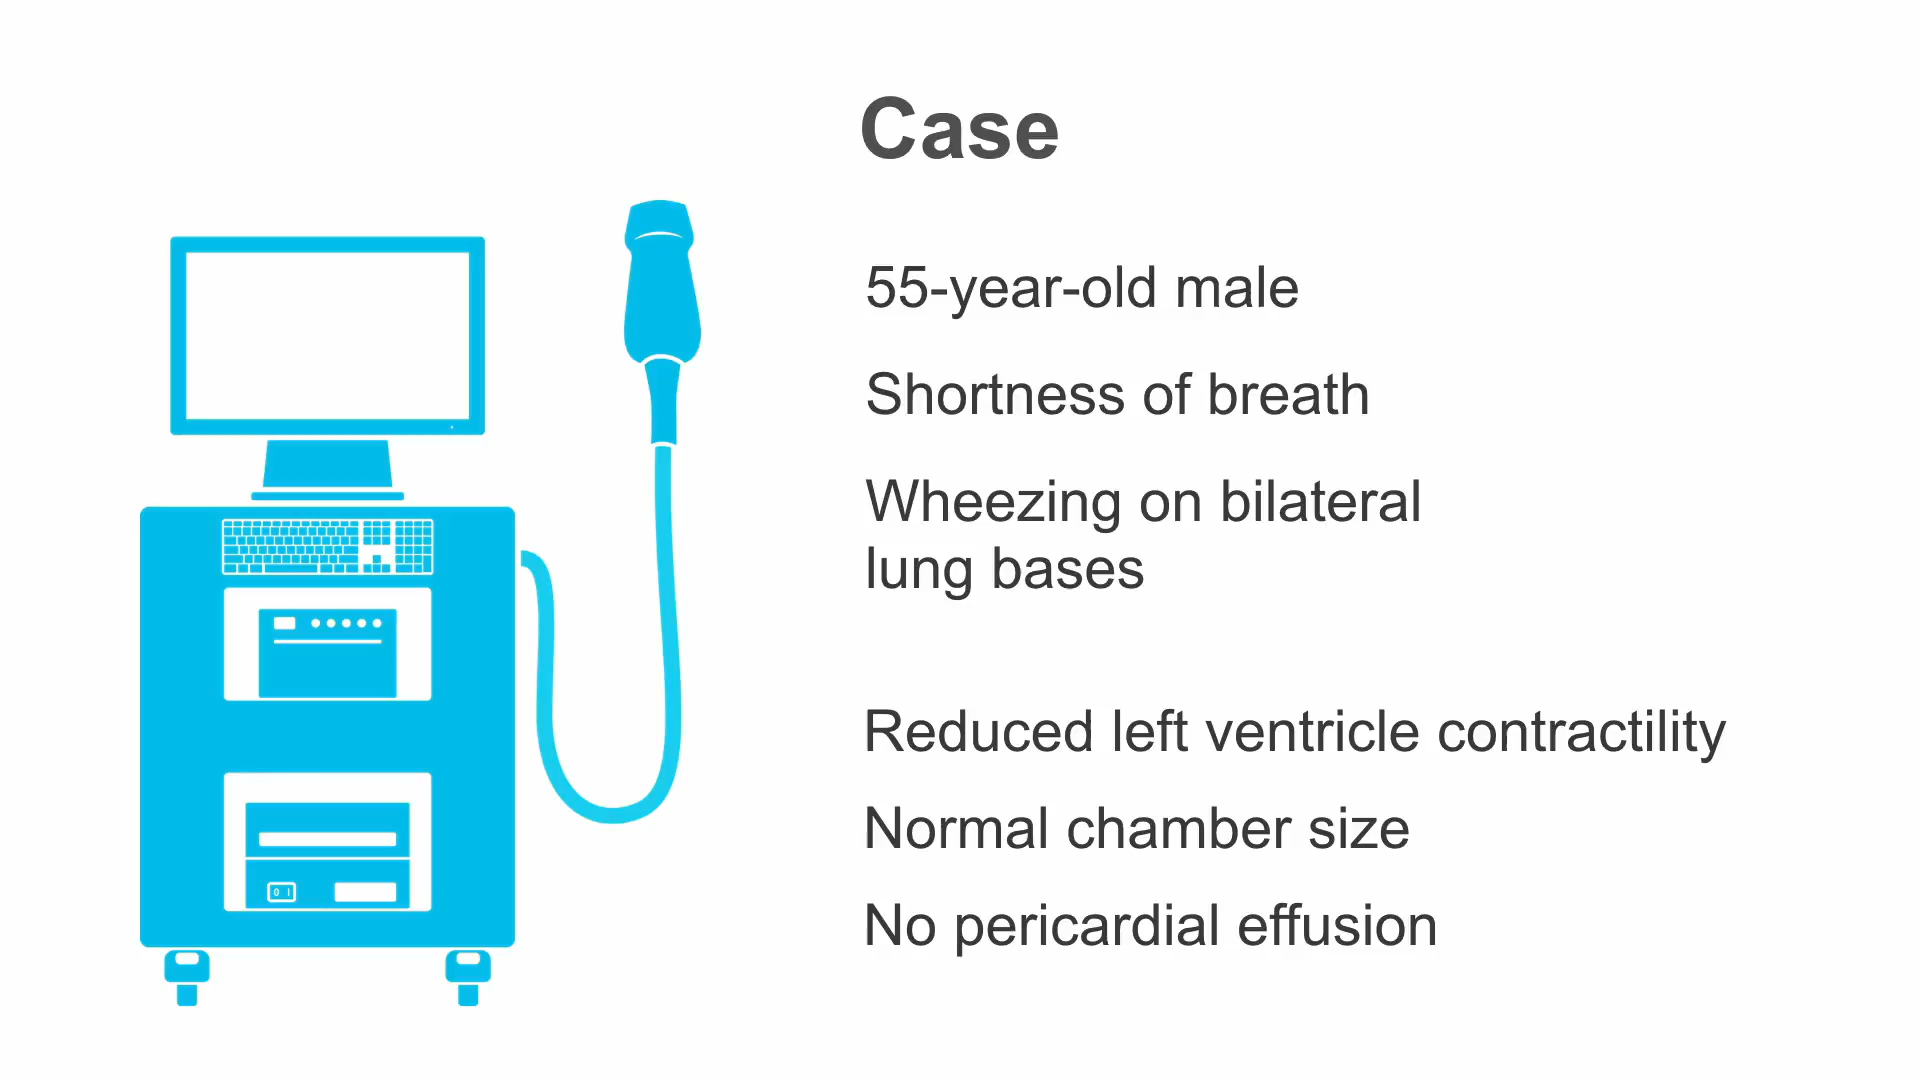 Case
55-year-old male
Shortness of breath
Wheezing on bilateral
lung bases
Reduced left ventricle contractility
Normal chamber size
No pericardial effusion
0 I